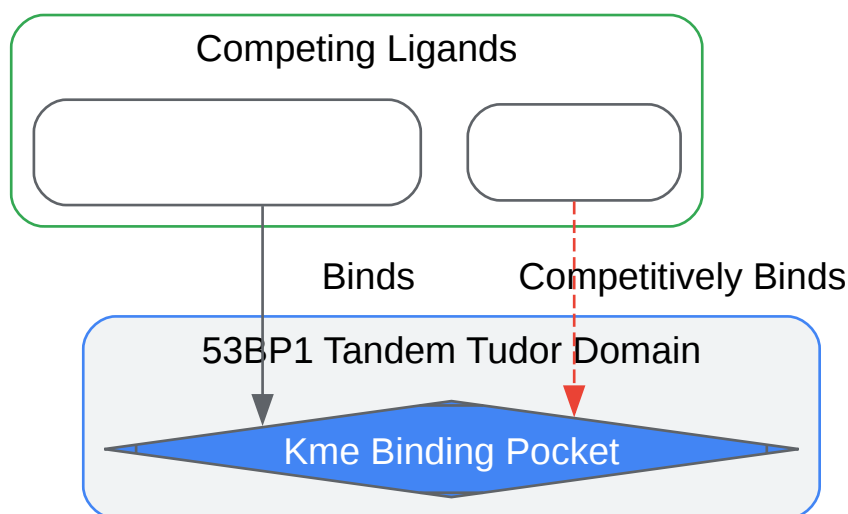 Competing Ligands
Binds
Competitively Binds
53BP1 Tandem Tudor Domain
Kme Binding Pocket